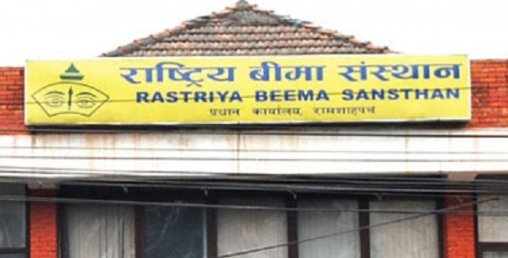 राष्ट्रिय बीमा संस्थान
RASTRIYA BEEMA SANSTHAN
प्रधान कार्यालय, रामशाहपथ